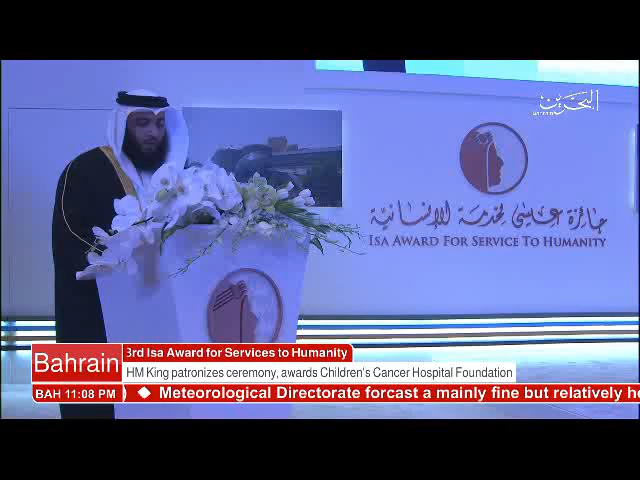 البحرين
جائزة عيسى لخدمة الإنسانية
ISA AWARD FOR SERVICE TO HUMANITY
Bahrain
3rd Isa Award for Services to Humanity
HM King patronizes ceremony, awards Children's Cancer Hospital Foundation
BAH 11:08 PM
) ◆ Meteorological Directorate forcast a mainly fine but relatively